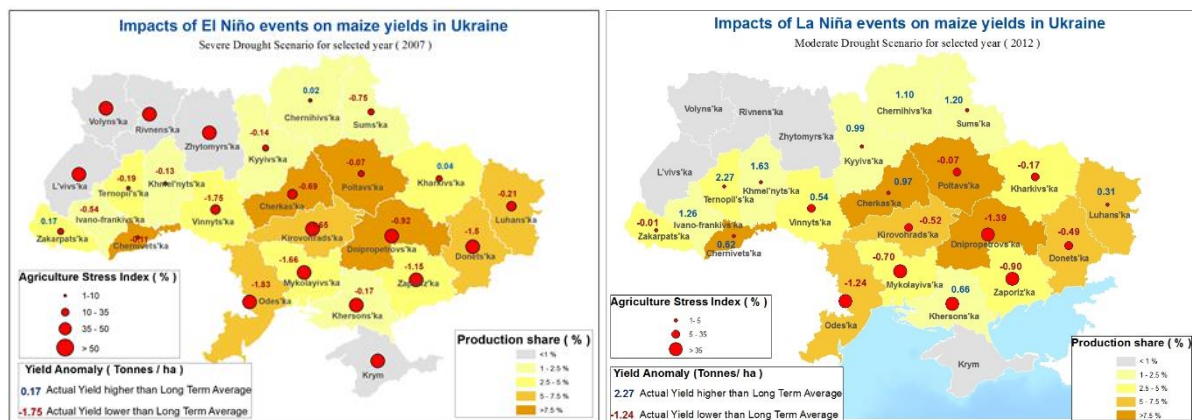 Impacts of El Niño events on maize yields in Ukraine
Severe Drought Scenario for selected year ( 2007 )
0.02
Chernihivs'ka
-0.75
Sums'ka
Volyns'ka
Rivnens'ka
Zhytomyrs'ka
-0.14
Kyyivs'ka
L'vivs'ka
-0.19
Ternopil's'ka
-0.13
Khmel'nyts'ka
-0.07
Poltavs'ka
0.04
Kharkivs'ka
-0.69
Cherkas'ka
-0.21
Luhans'ka
0.17
Zakarpats'ka
-0.54
Ivano-frankivs'ka
Chernivets'ka
-1.75
Vinnyts'ka
Kirovohrads'ka
-0.92
Dnipropetrovs'ka
-1.5
Donets'ka
-1.66
Mykolayivs'ka
-1.15
Zaporiz'ka
-1.83
Odes'ka
-0.17
Khersons'ka
Krym
Agriculture Stress Index ( % )
1-10
10 - 35
35 - 50
> 50
Yield Anomaly (Tonnes / ha)
0.17 Actual Yield higher than Long Term Average
-1.75 Actual Yield lower than Long Term Average
Production share ( % )
<1 %
1 - 2.5 %
2.5 - 5 %
5 - 7.5 %
>7.5 %
Impacts of La Niña events on maize yields in Ukraine
Moderate Drought Scenario for selected year ( 2012 )
1.10
Chernihivs'ka
1.20
Sums'ka
Volyns'ka
Rivnens'ka
Zhytomyrs'ka
0.99
Kyyivs'ka
L'vivs'ka
2.27
Ternopil's'ka
1.63
Khmel'nyts'ka
-0.07
Poltavs'ka
-0.17
Kharkivs'ka
0.97
Cherkas'ka
0.31
Luhans'ka
-0.01
Zakarpats'ka
1.26
Ivano-frankivs'ka
0.62
Chernivets'ka
0.54
Vinnyts'ka
-0.52
Kirovohrads'ka
-1.39
Dnipropetrovs'ka
-0.49
Donets'ka
-0.70
Mykolayivs'ka
-0.90
Zaporiz'ka
-1.24
Odes'ka
0.66
Khersons'ka
Krym
Agriculture Stress Index ( % )
1- 5
5 - 35
> 35
Yield Anomaly (Tonnes/ ha)
2.27 Actual Yield higher than Long Term Average
-1.24 Actual Yield lower than Long Term Average
Production share ( % )
<1 %
1 - 2.5 %
2.5 - 5 %
5 - 7.5 %
>7.5 %